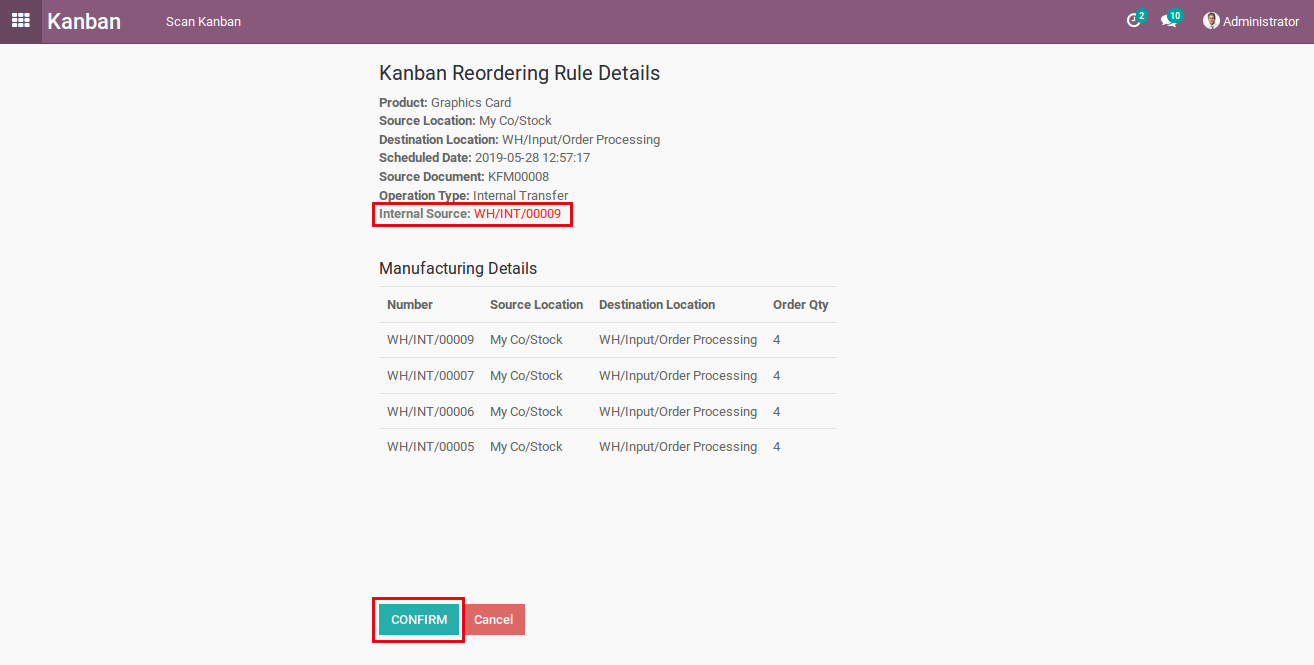 Kanban Scan Kanban 2 10 Administrator
Kanban Reordering Rule Details
Product: Graphics Card
Source Location: My Co/Stock
Destination Location: WH/Input/Order Processing
Scheduled Date: 2019-05-28 12:57:17
Source Document: KFM00008
Operation Type: Internal Transfer
Internal Source: WH/INT/00009
Manufacturing Details
Number Source Location Destination Location Order Qty
WH/INT/00009 My Co/Stock WH/Input/Order Processing 4
WH/INT/00007 My Co/Stock WH/Input/Order Processing 4
WH/INT/00006 My Co/Stock WH/Input/Order Processing 4
WH/INT/00005 My Co/Stock WH/Input/Order Processing 4
CONFIRM Cancel